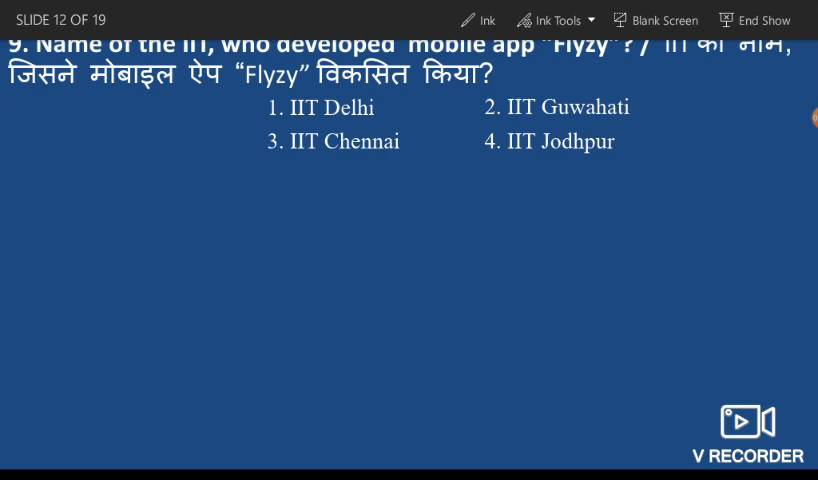 SLIDE 12 OF 19 Ink Ink Tools Blank Screen End Show
9. Name of the IIT, who developed mobile app "Flyzy"? / IIT का नाम,
जिसने मोबाइल ऐप “Flyzy” विकसित किया?
1. IIT Delhi 2. IIT Guwahati
3. IIT Chennai 4. IIT Jodhpur
V RECORDER